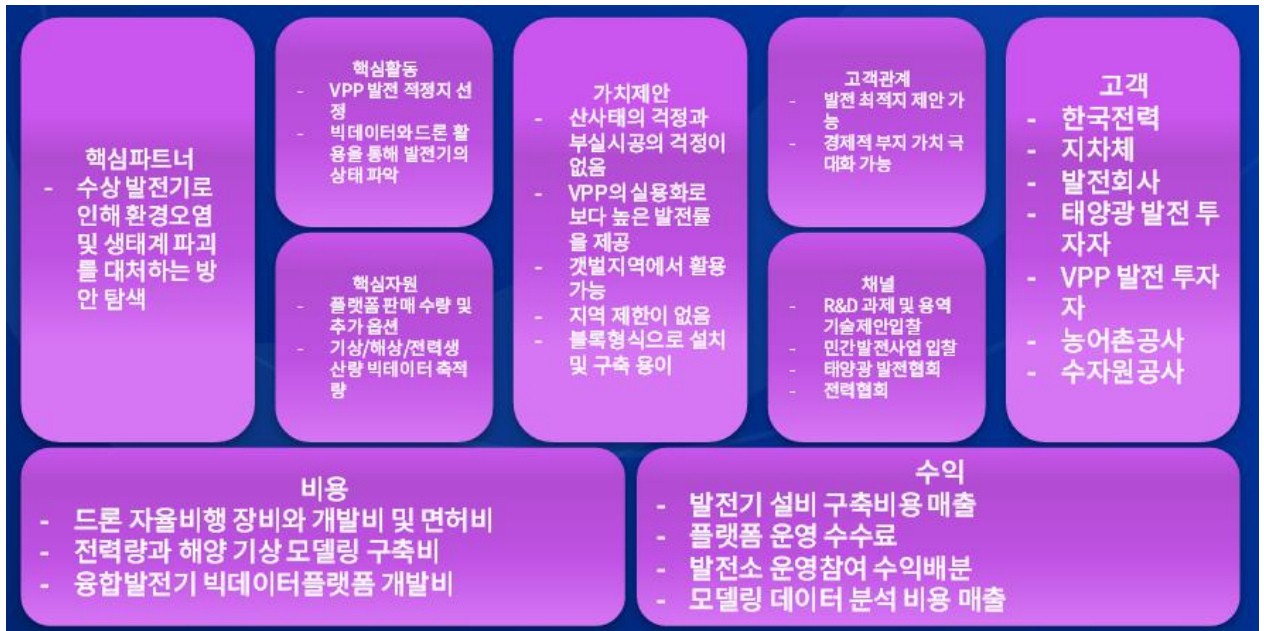 핵심파트너
- 수상 발전기로
인해 환경오염
및 생태계 파괴
를 대처하는 방
안 탐색
핵심활동
- VPP 발전 적정지 선
정
- 빅데이터와 드론 활
용을 통해 발전기의
상태 파악
핵심자원
- 플랫폼 판매 수량 및
추가 옵션
- 기상/해상/전력생
산량 빅테이터 축적
량
가치제안
- 산사태의 걱정과
부실시공의 걱정이
없음
- VPP의 실용화로
보다 높은 발전률
을 제공
- 갯벌지역에서 활용
가능
- 지역 제한이 없음
- 블록형식으로 설치
및 구축 용이
고객관계
- 발전 최적지 제안 가
능
- 경제적 부지 가치 극
대화 가능
채널
- R&D 과제 및 용역
기술제안입찰
- 민간발전사업 입찰
- 태양광 발전협회
- 전력협회
고객
- 한국전력
- 지차체
- 발전회사
- 태양광 발전 투
자자
- VPP 발전 투자
자
- 농어촌공사
- 수자원공사
비용
- 드론 자율비행 장비와 개발비 및 면허비
- 전력량과 해양 기상 모델링 구축비
- 융합발전기 빅데이터플랫폼 개발비
수익
- 발전기 설비 구축비용 매출
- 플랫폼 운영 수수료
- 발전소 운영참여 수익배분
- 모델링 데이터 분석 비용 매출